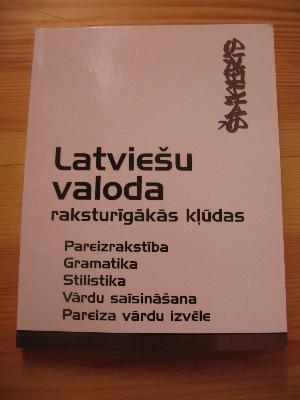 Latviešu
valoda
raksturīgākās kļūdas
Pareizrakstība
Gramatika
Stilistika
Vārdu saīsināšana
Pareiza vārdu izvēle